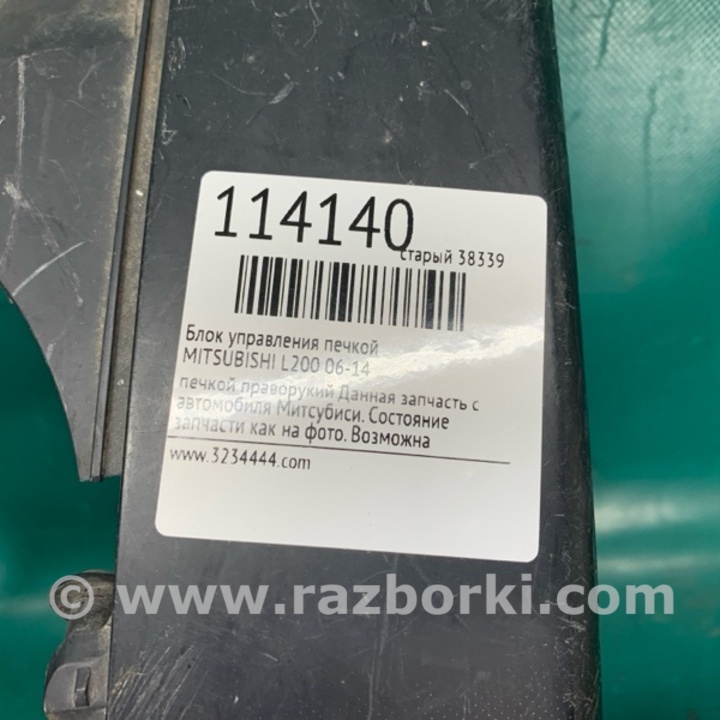 114140
старый 38339
Блок управления печкой
MITSUBISHI L200 06-14
печкой праворукий Данная запчасть с
автомобиля Митсубиси. Состояние
запчасти как на фото. Возможна
www.3234444.com
© www.razborki.com